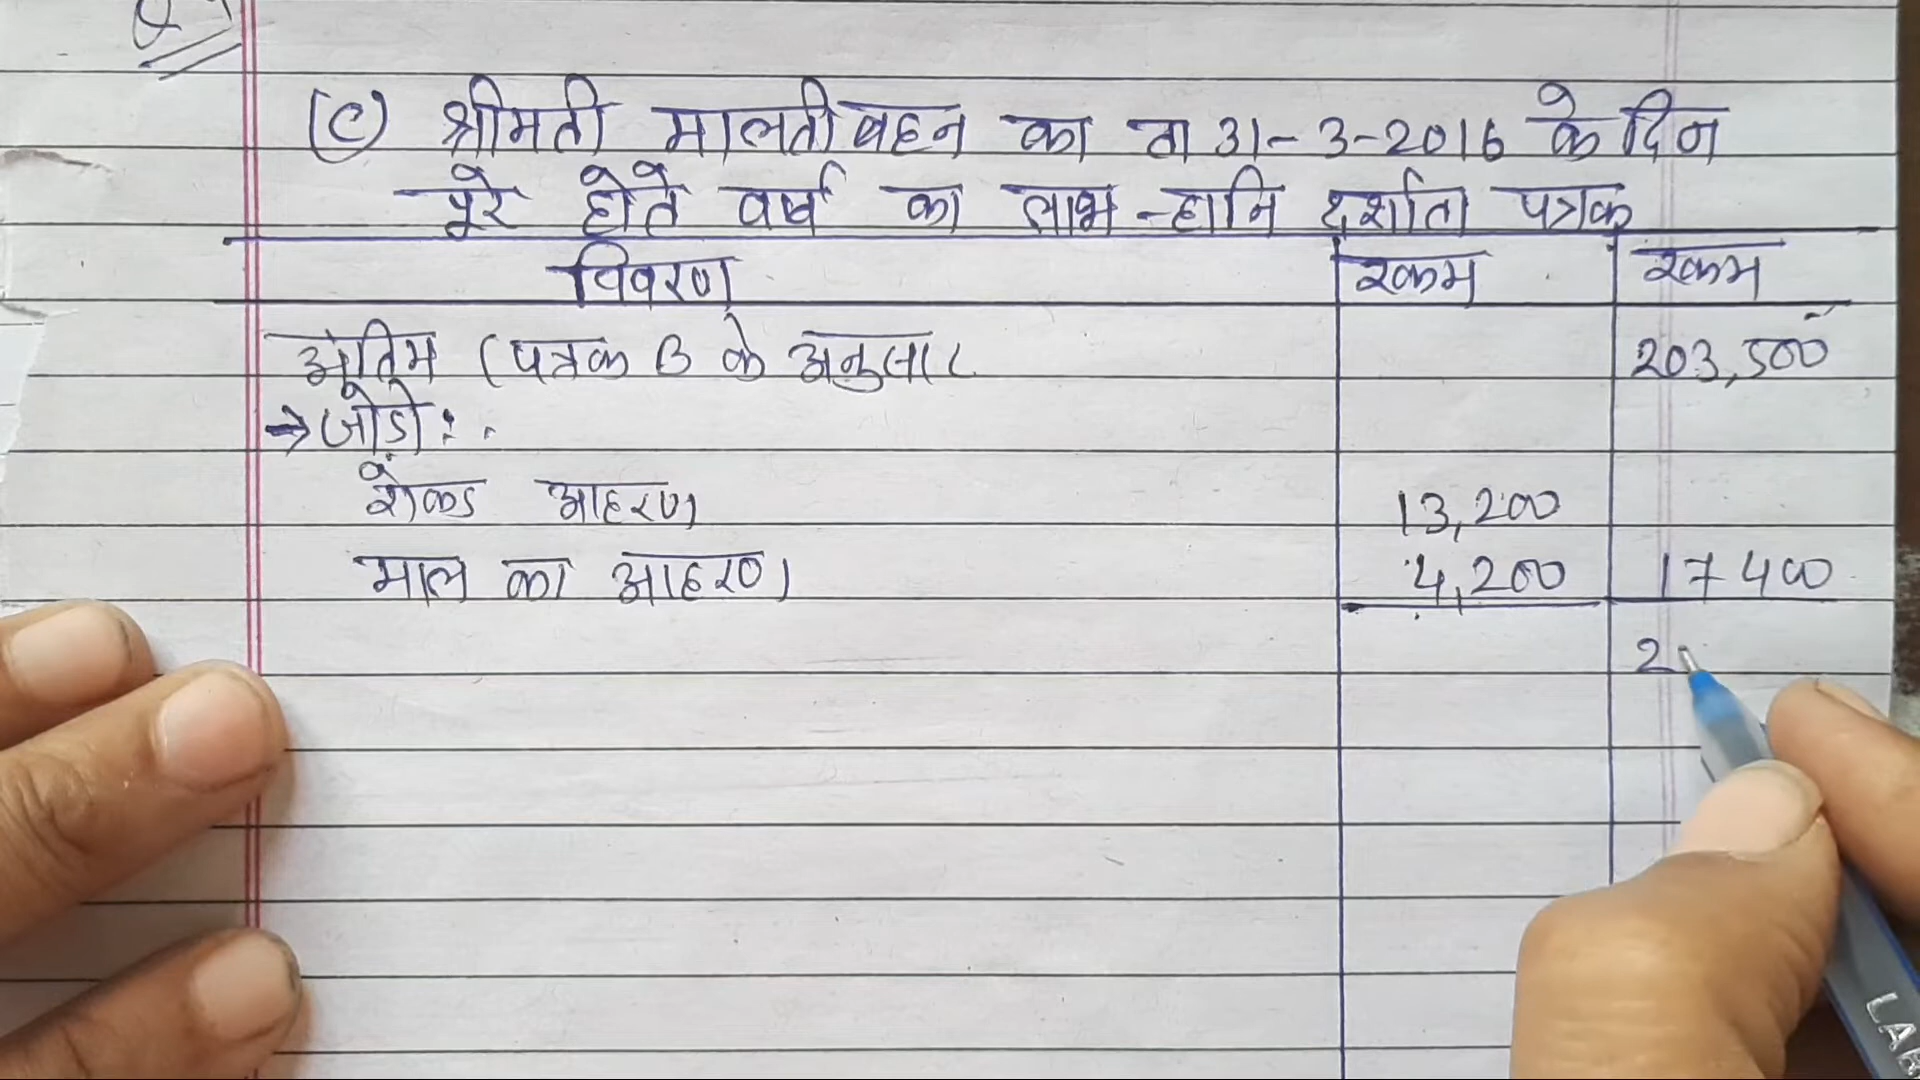 (C) श्रीमती मालतीबहन का ता 31-3-2016 के दिन
पूरे होते वर्ष का लाभ-हानि दर्शाता पत्रक
विवरण रकम रकम
अंतिम (पत्रक B के अनुसार 203,500
→ जोडो :.
रोकड आहरण 13,200
माल का आहरण 4,200 17400
2